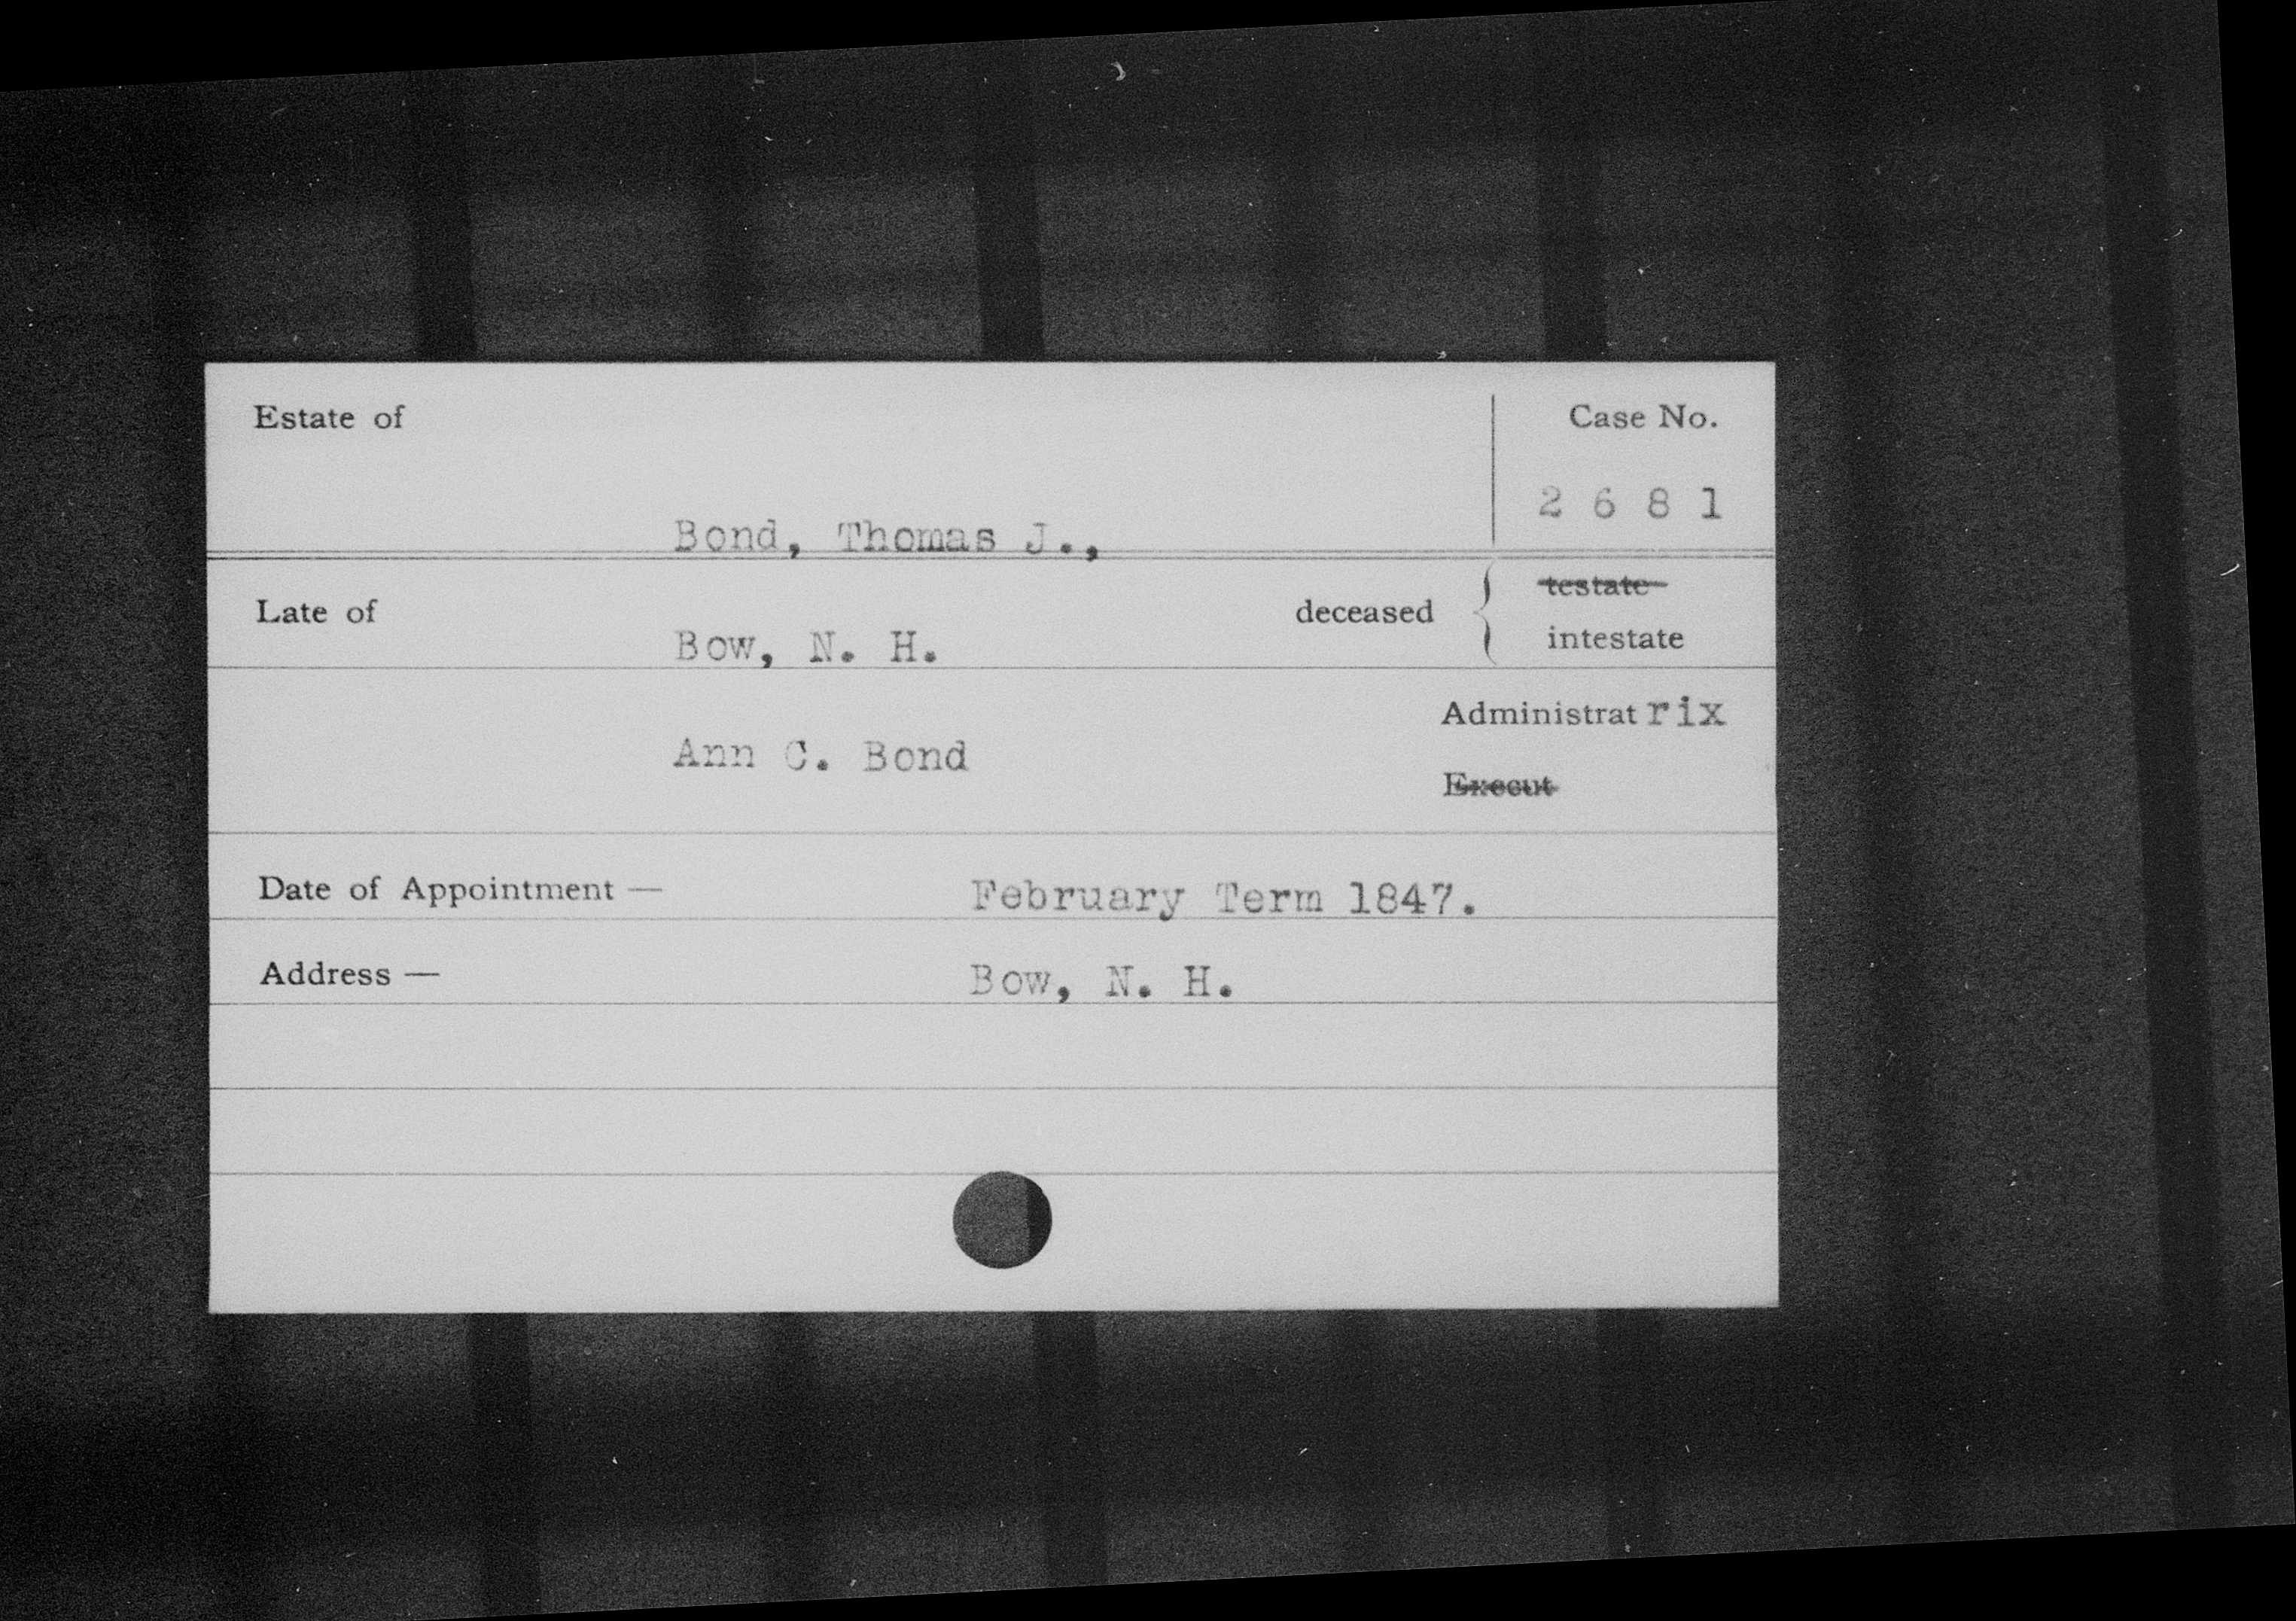 Estate of
Case No.
2 6 8 1
Bond, Thomas J.,
testate
Late of
deceased
Bow, N. H.
intestate
Administratrix
Ann C. Bond
Execut
Date of Appointment — February Term 1847.
Address — Bow, N. H.